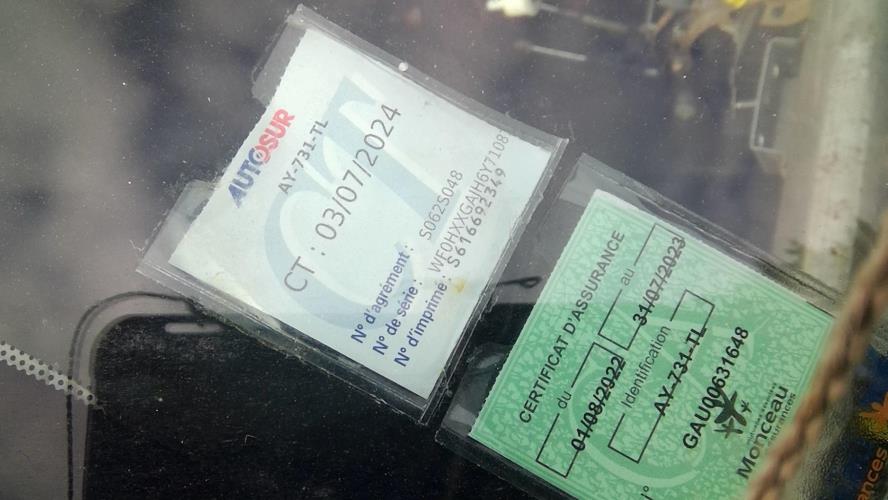 AUTOSUR
AY-731-TL
CT : 03/07/2024
N° d'agrément : S062S048
N° de série : WF0HXXGAJH6Y7108
N° d'imprimé : S616692349
CERTIFICAT D'ASSURANCE
du au
01/08/2022 31/07/2023
Identification
AY-731-TL
GAU00631648
Monceau
N°